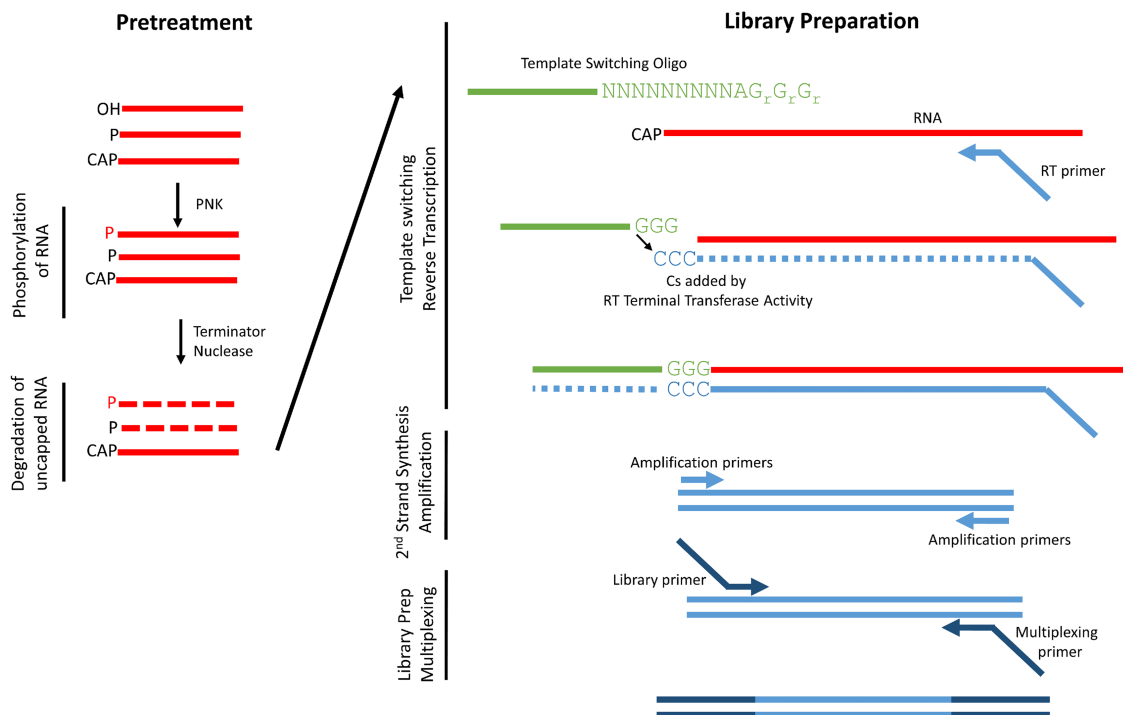 Pretreatment
OH
P
CAP
PNK
Phosphorylation
of RNA
P
P
CAP
Terminator
Nuclease
Degradation of
uncapped RNA
P
P
CAP
Library Preparation
Template switching
Reverse Transcription
Template Switching Oligo
NNNNNNNNNNAGrGrGr
CAP
RNA
RT primer
GGG
CCC
Cs added by
RT Terminal Transferase Activity
GGG
CCC
2nd Strand Synthesis
Amplification
Amplification primers
Amplification primers
Library Prep
Multiplexing
Library primer
Multiplexing
primer